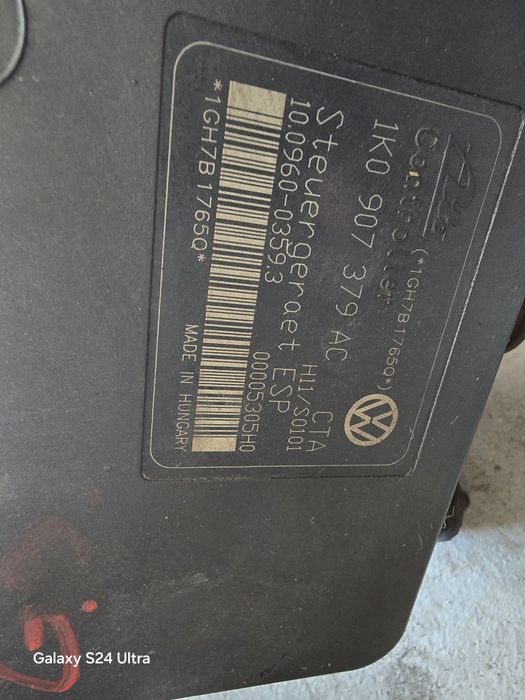 (*1GH7B1765Q*)
Controller
1K0 907 379 AC
Steuergeraet ESP
CTA
10.0960-0359.3
H11/S0101
00005305H0
*1GH7B1765Q*
MADE IN HUNGARY
Galaxy S24 Ultra